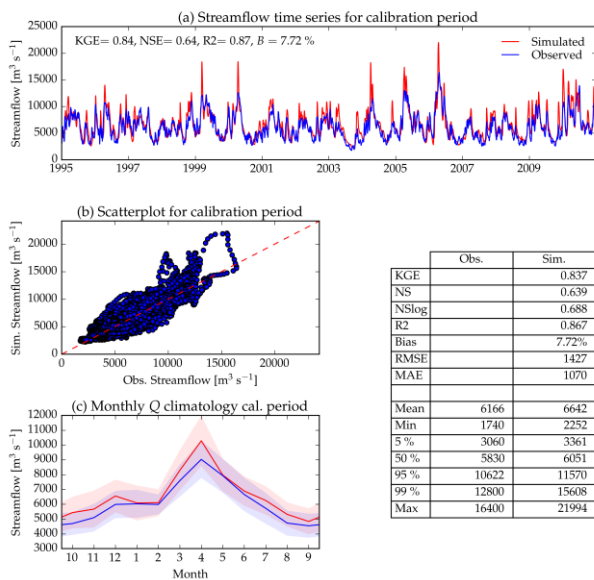 (a) Streamflow time series for calibration period
KGE= 0.84, NSE= 0.64, R2= 0.87, B = 7.72 %
Simulated
Observed
Streamflow [m³ s⁻¹]
25000
20000
15000
10000
5000
0
1995 1997 1999 2001 2003 2005 2007 2009
(b) Scatterplot for calibration period
Sim. Streamflow [m³ s⁻¹]
20000
15000
10000
5000
0
0 5000 10000 15000 20000
Obs. Streamflow [m³ s⁻¹]
(c) Monthly Q climatology cal. period
Streamflow [m³ s⁻¹]
12000
11000
10000
9000
8000
7000
6000
5000
4000
3000
10 11 12 1 2 3 4 5 6 7 8 9
Month
Obs. Sim.
KGE 0.837
NS 0.639
NSlog 0.688
R2 0.867
Bias 7.72%
RMSE 1427
MAE 1070
Mean 6166 6642
Min 1740 2252
5 % 3060 3361
50 % 5830 6051
95 % 10622 11570
99 % 12800 15608
Max 16400 21994